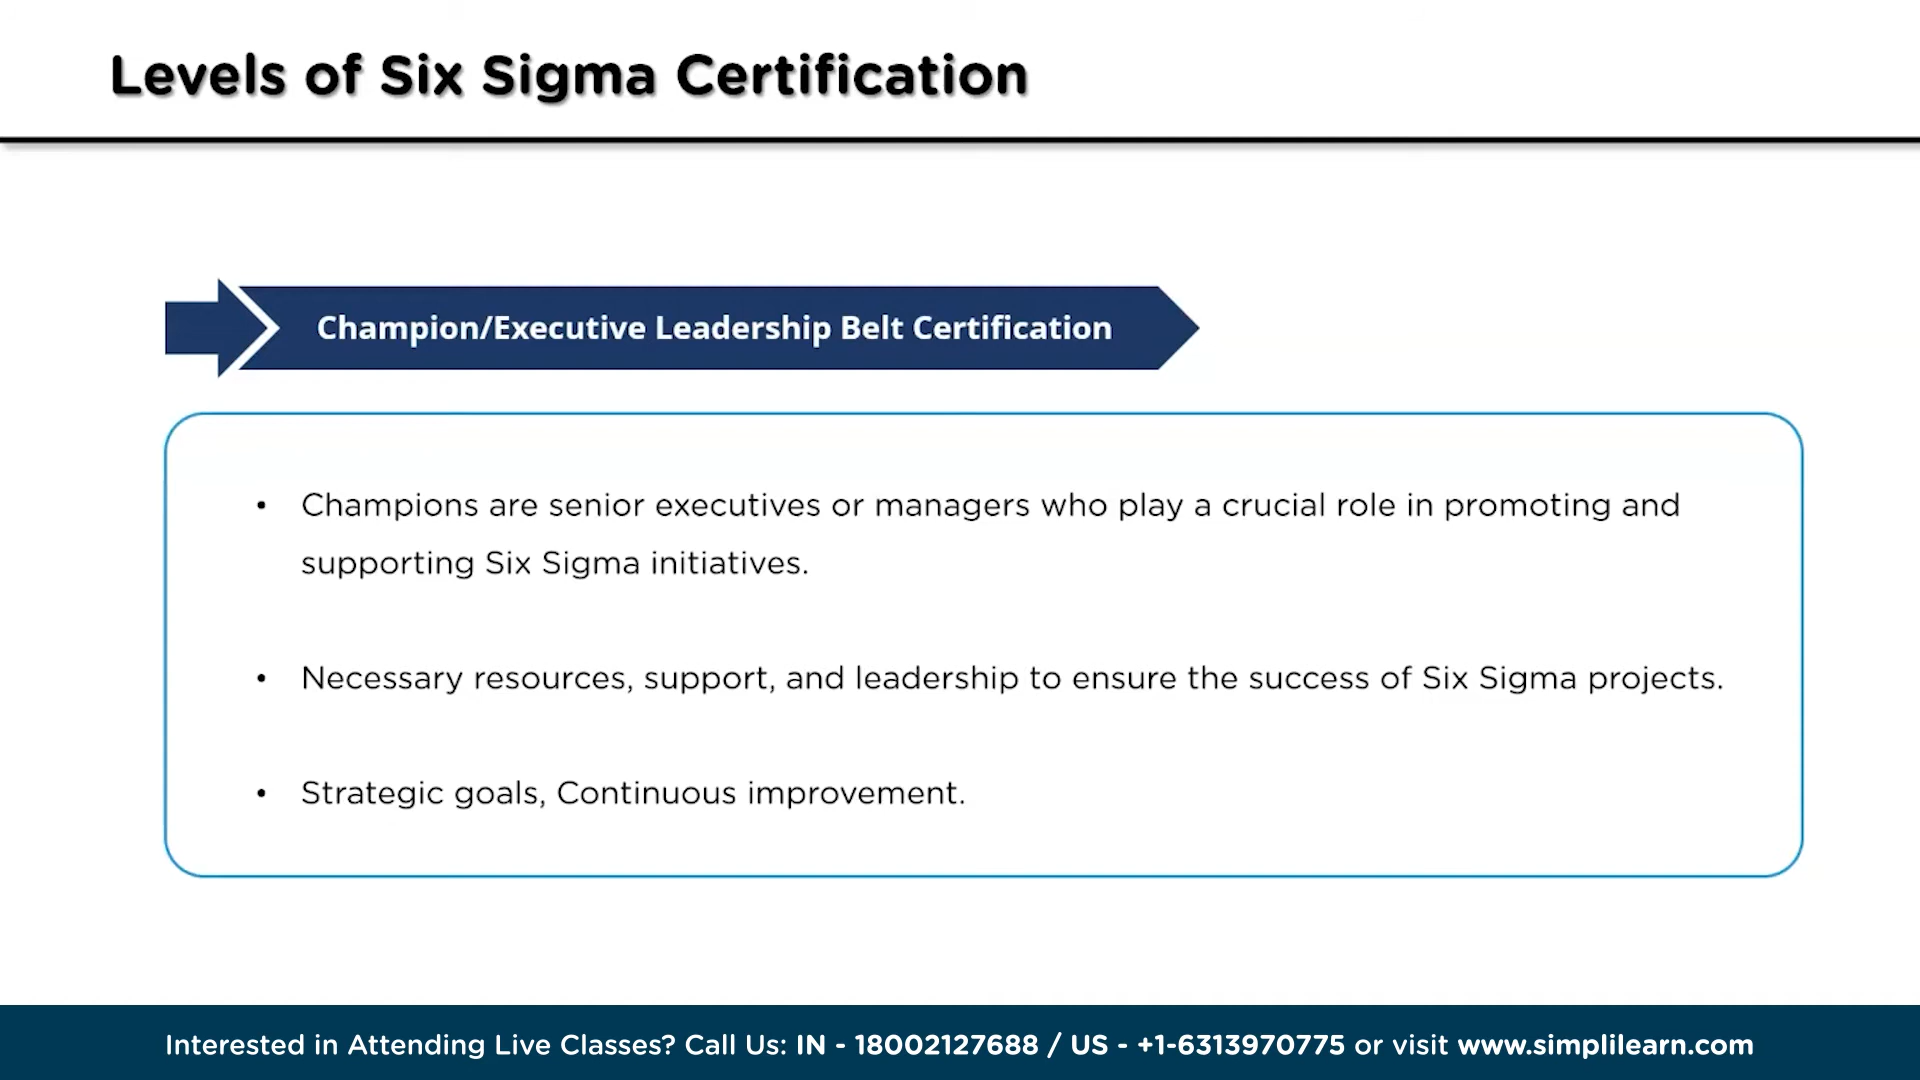 Levels of Six Sigma Certification
Champion/Executive Leadership Belt Certification
• Champions are senior executives or managers who play a crucial role in promoting and
supporting Six Sigma initiatives.
• Necessary resources, support, and leadership to ensure the success of Six Sigma projects.
• Strategic goals, Continuous improvement.
Interested in Attending Live Classes? Call Us: IN - 18002127688 / US - +1-6313970775 or visit www.simplilearn.com